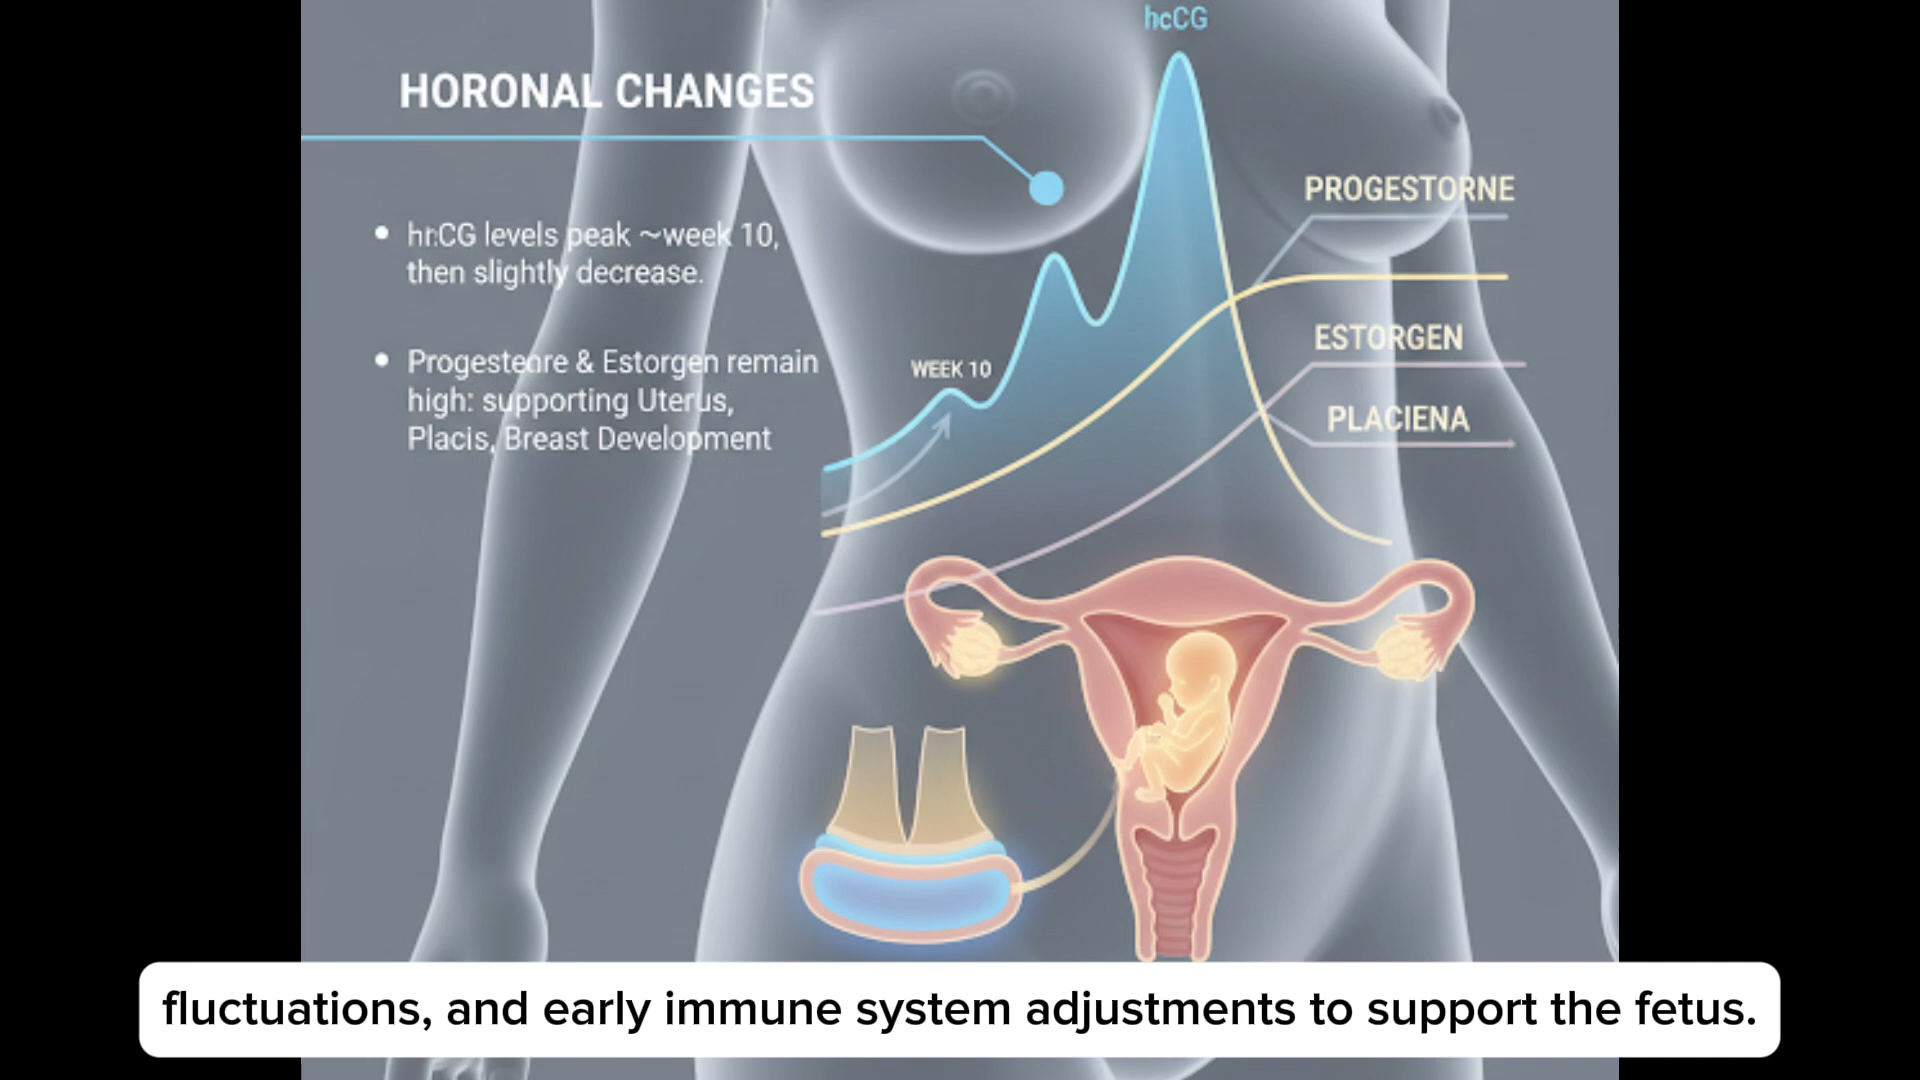 hcCG
HORONAL CHANGES
hr:CG levels peak ~week 10,
then slightly decrease.
Progesteore & Estorgen remain
high: supporting Uterus,
Placis, Breast Development
WEEK 10
PROGESTORNE
ESTORGEN
PLACIENA
fluctuations, and early immune system adjustments to support the fetus.